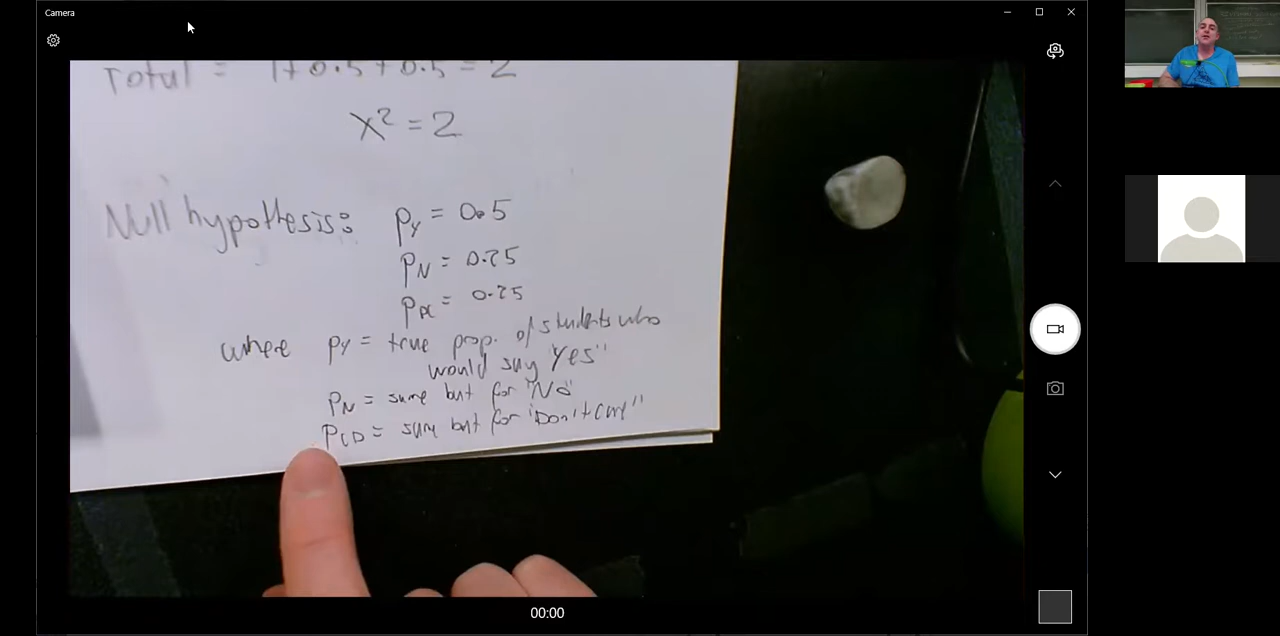 Camera
Total = 1+0.5+0.5 = 2
X² = 2
Null hypothesis: PY = 0.5
PN = 0.25
PDC = 0.25
where PY = true prop. of students who
would say "Yes"
PN = same but for "No"
PCD = same but for "Don't Care"
00:00